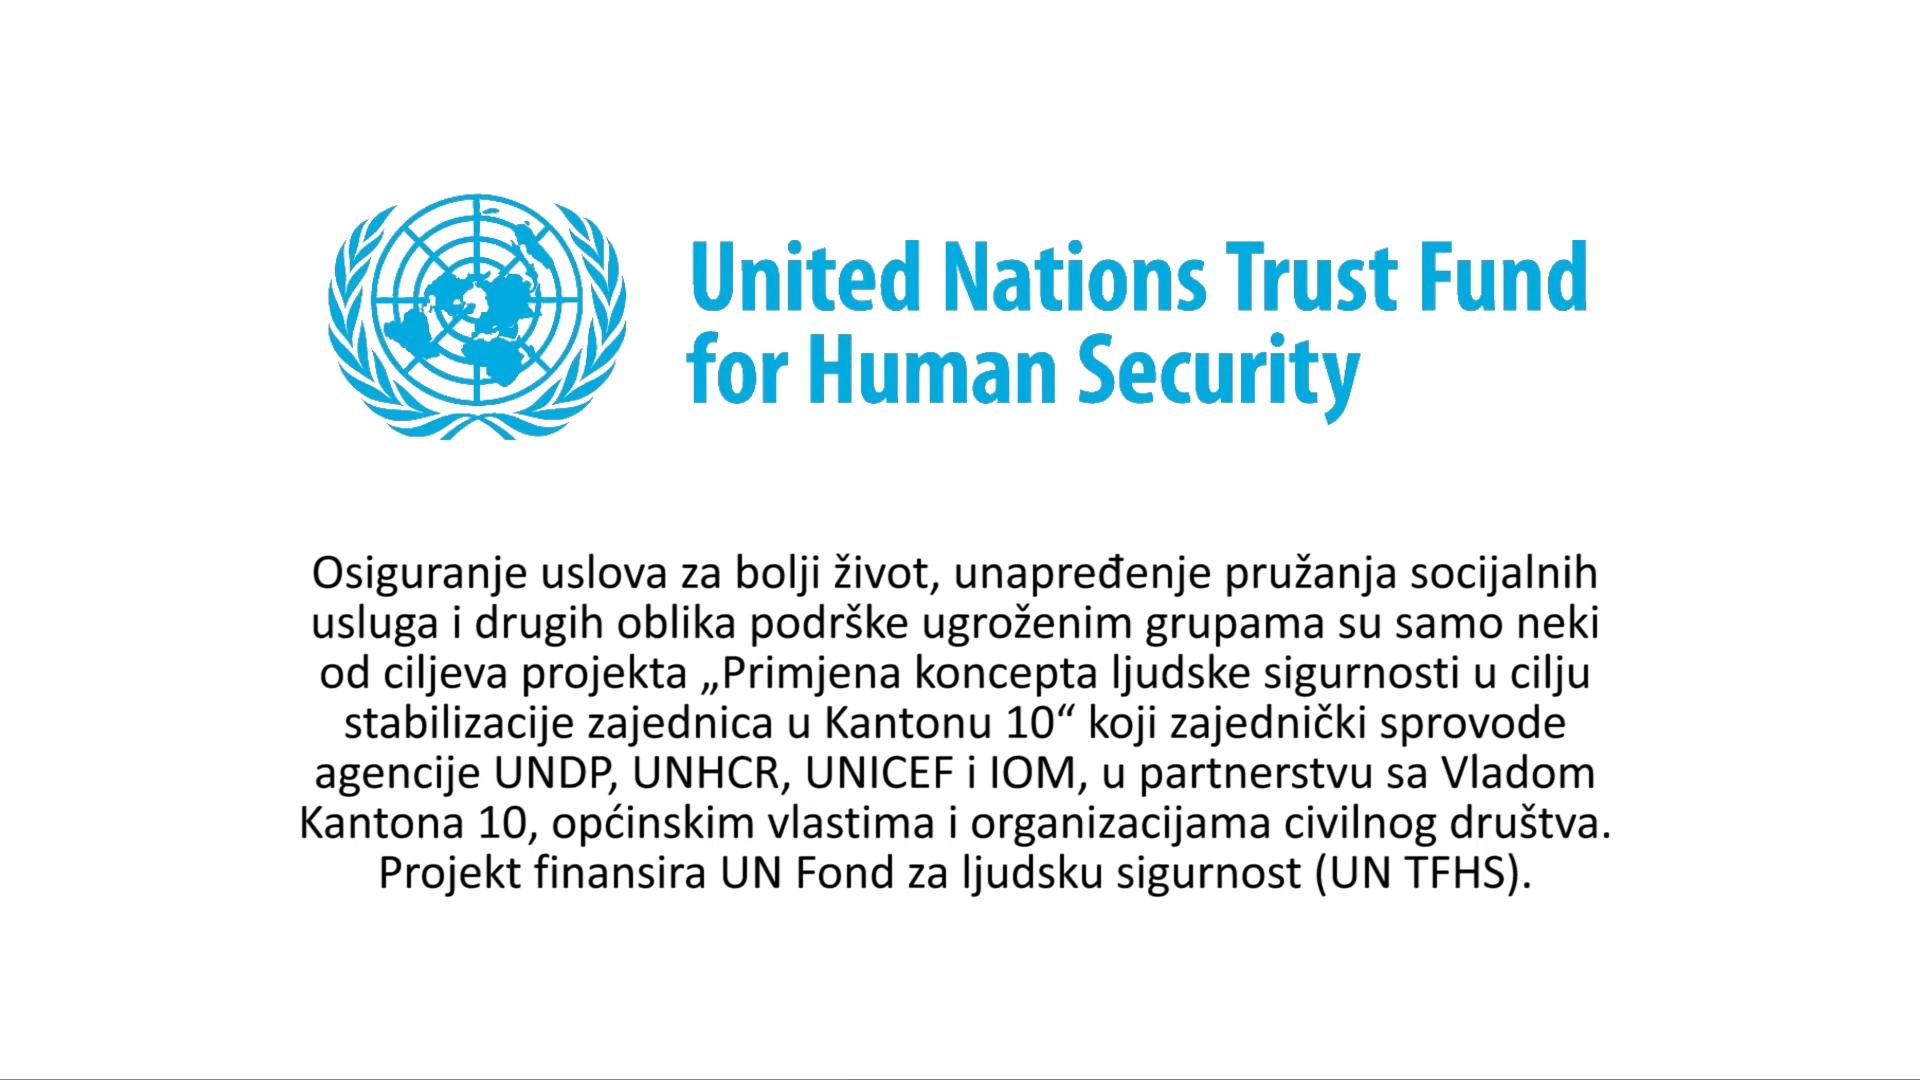 United Nations Trust Fund
for Human Security
Osiguranje uslova za bolji život, unapređenje pružanja socijalnih
usluga i drugih oblika podrške ugroženim grupama su samo neki
od ciljeva projekta „Primjena koncepta ljudske sigurnosti u cilju
stabilizacije zajednica u Kantonu 10“ koji zajednički sprovode
agencije UNDP, UNHCR, UNICEF i IOM, u partnerstvu sa Vladom
Kantona 10, općinskim vlastima i organizacijama civilnog društva.
Projekt finansira UN Fond za ljudsku sigurnost (UN TFHS).